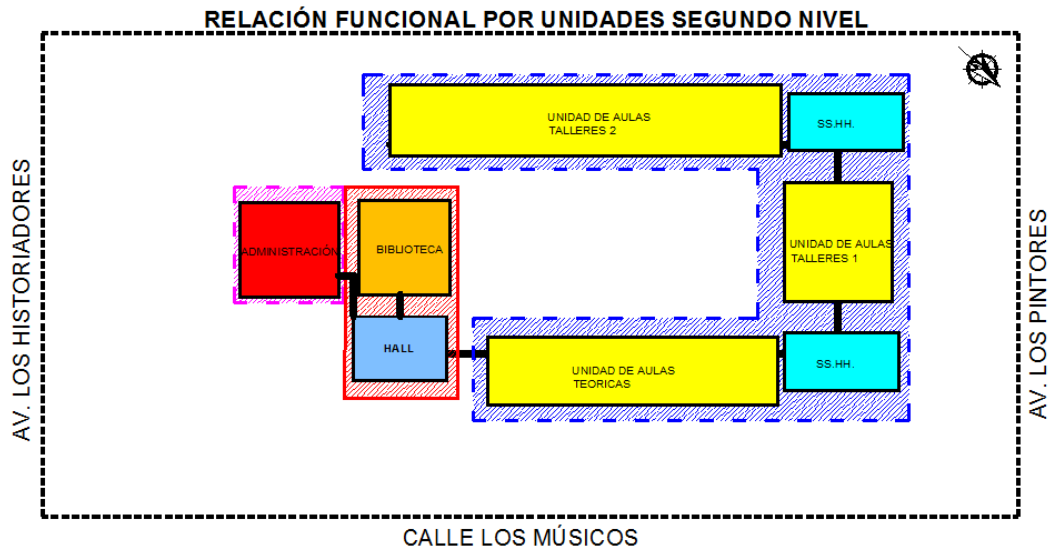 RELACIÓN FUNCIONAL POR UNIDADES SEGUNDO NIVEL
UNIDAD DE AULAS
TALLERES 2
SS.HH.
ADMINISTRACIÓN
BIBLIOTECA
UNIDAD DE AULAS
TALLERES 1
HALL
UNIDAD DE AULAS
TEORICAS
SS.HH.
AV. LOS HISTORIADORES
AV. LOS PINTORES
CALLE LOS MÚSICOS